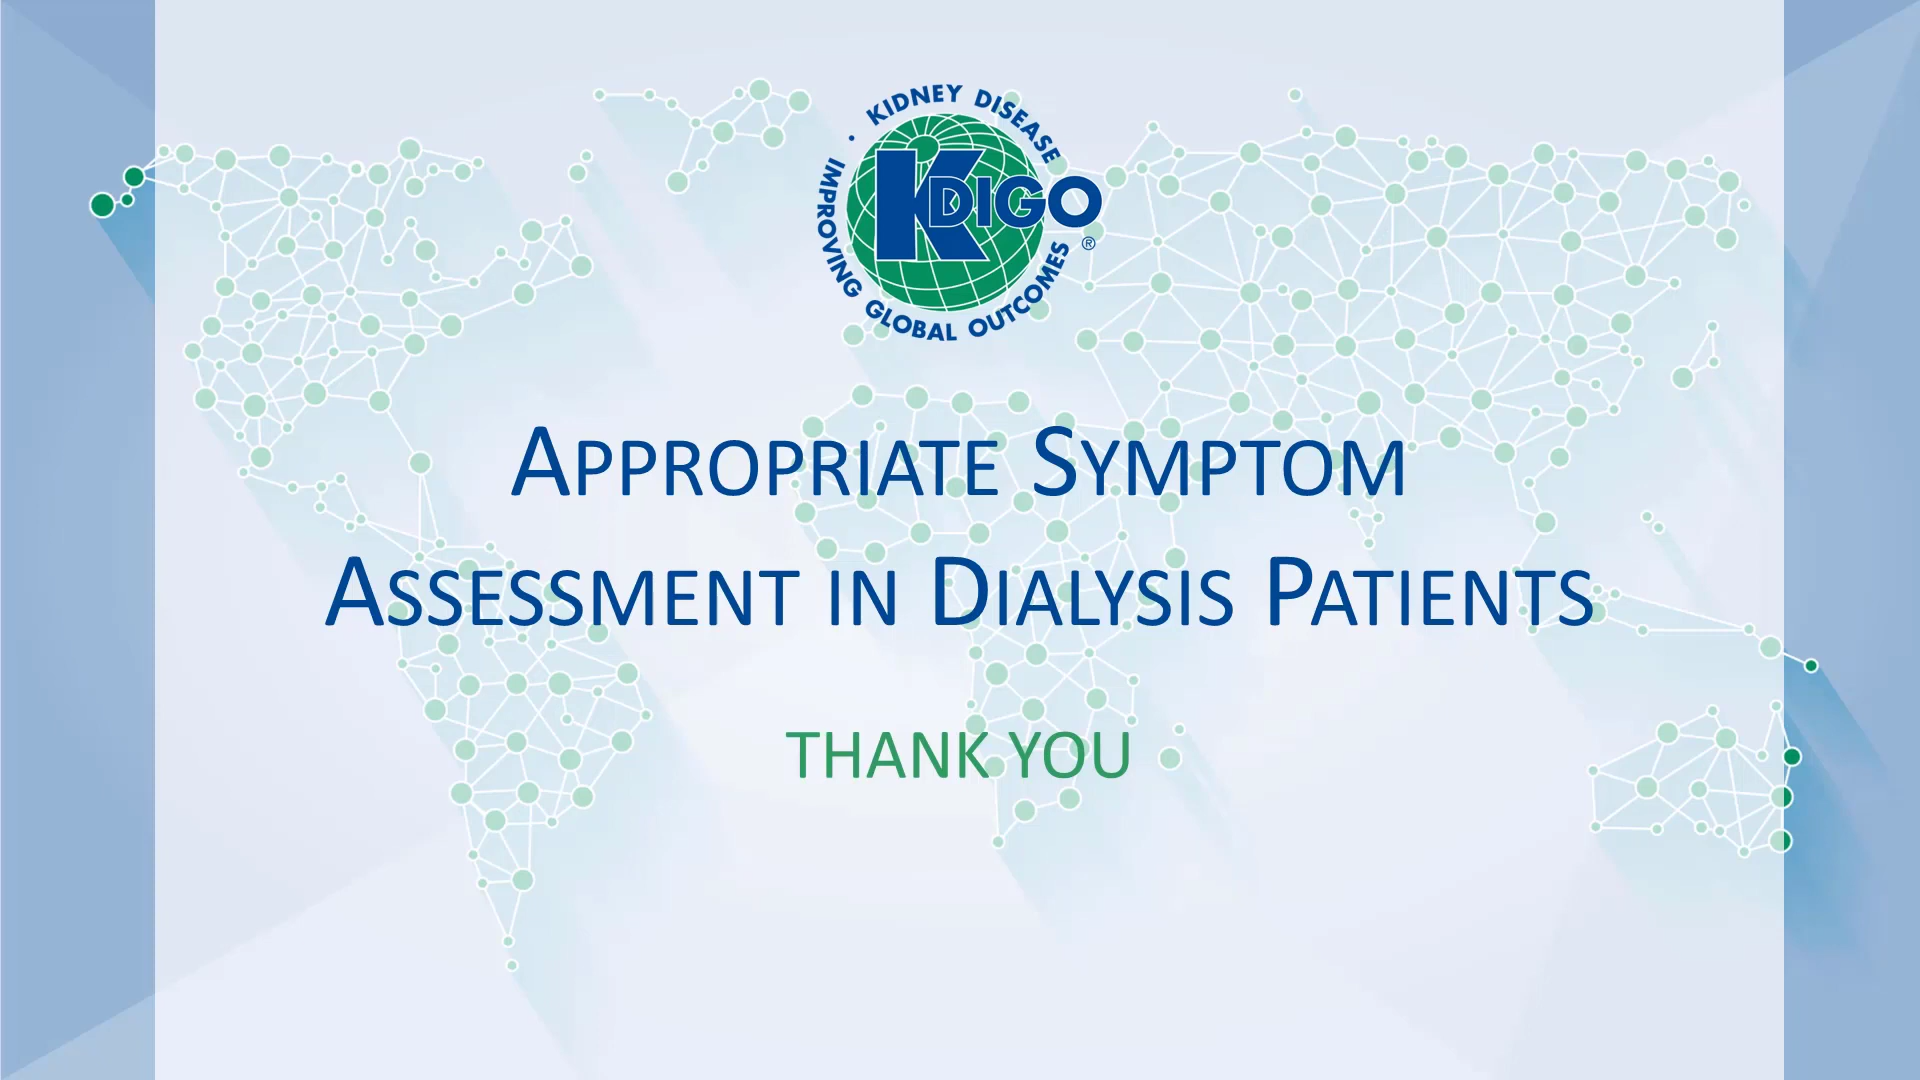 KIDNEY DISEASE
IMPROVING GLOBAL OUTCOMES
KDIGO®
APPROPRIATE SYMPTOM
ASSESSMENT IN DIALYSIS PATIENTS
THANK YOU